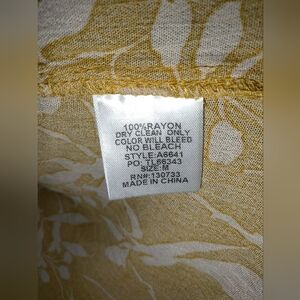 100%RAYON
DRY CLEAN ONLY
COLOR WILL BLEED
NO BLEACH
STYLE:A6641
PO: TL66343
SIZE:M
RN#:130733
MADE IN CHINA